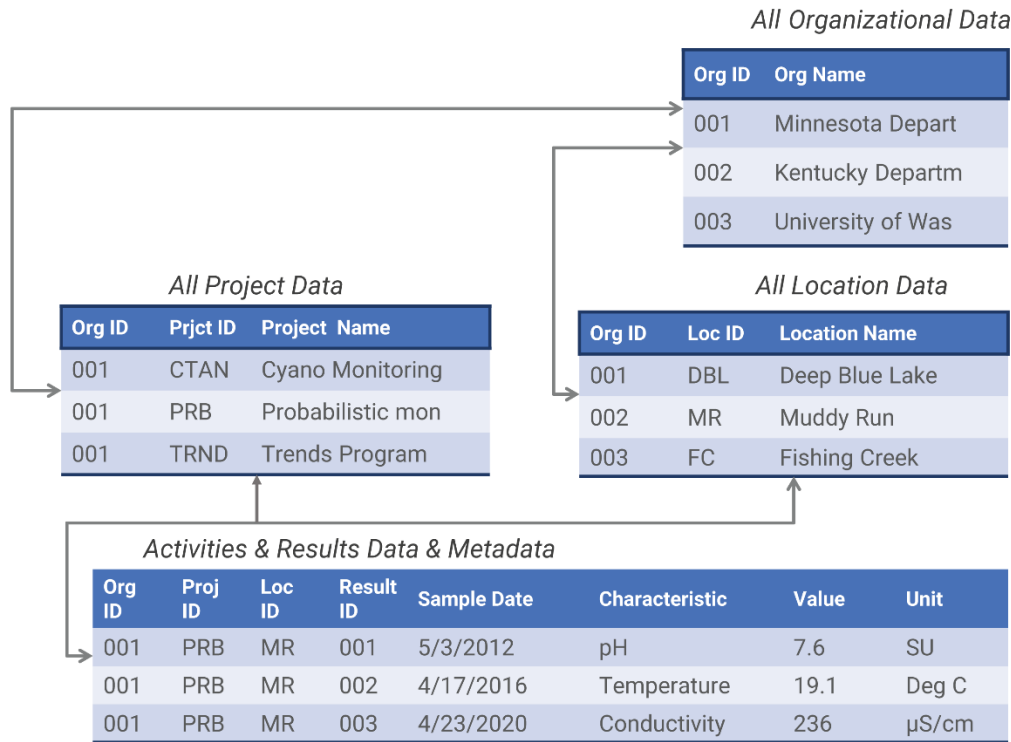 All Organizational Data
Org ID Org Name
001 Minnesota Depart
002 Kentucky Departm
003 University of Was
All Project Data
Org ID Prjct ID Project Name
001 CTAN Cyano Monitoring
001 PRB Probabilistic mon
001 TRND Trends Program
All Location Data
Org ID Loc ID Location Name
001 DBL Deep Blue Lake
002 MR Muddy Run
003 FC Fishing Creek
Activities & Results Data & Metadata
Org ID Proj ID Loc ID Result ID Sample Date Characteristic Value Unit
001 PRB MR 001 5/3/2012 pH 7.6 SU
001 PRB MR 002 4/17/2016 Temperature 19.1 Deg C
001 PRB MR 003 4/23/2020 Conductivity 236 µS/cm